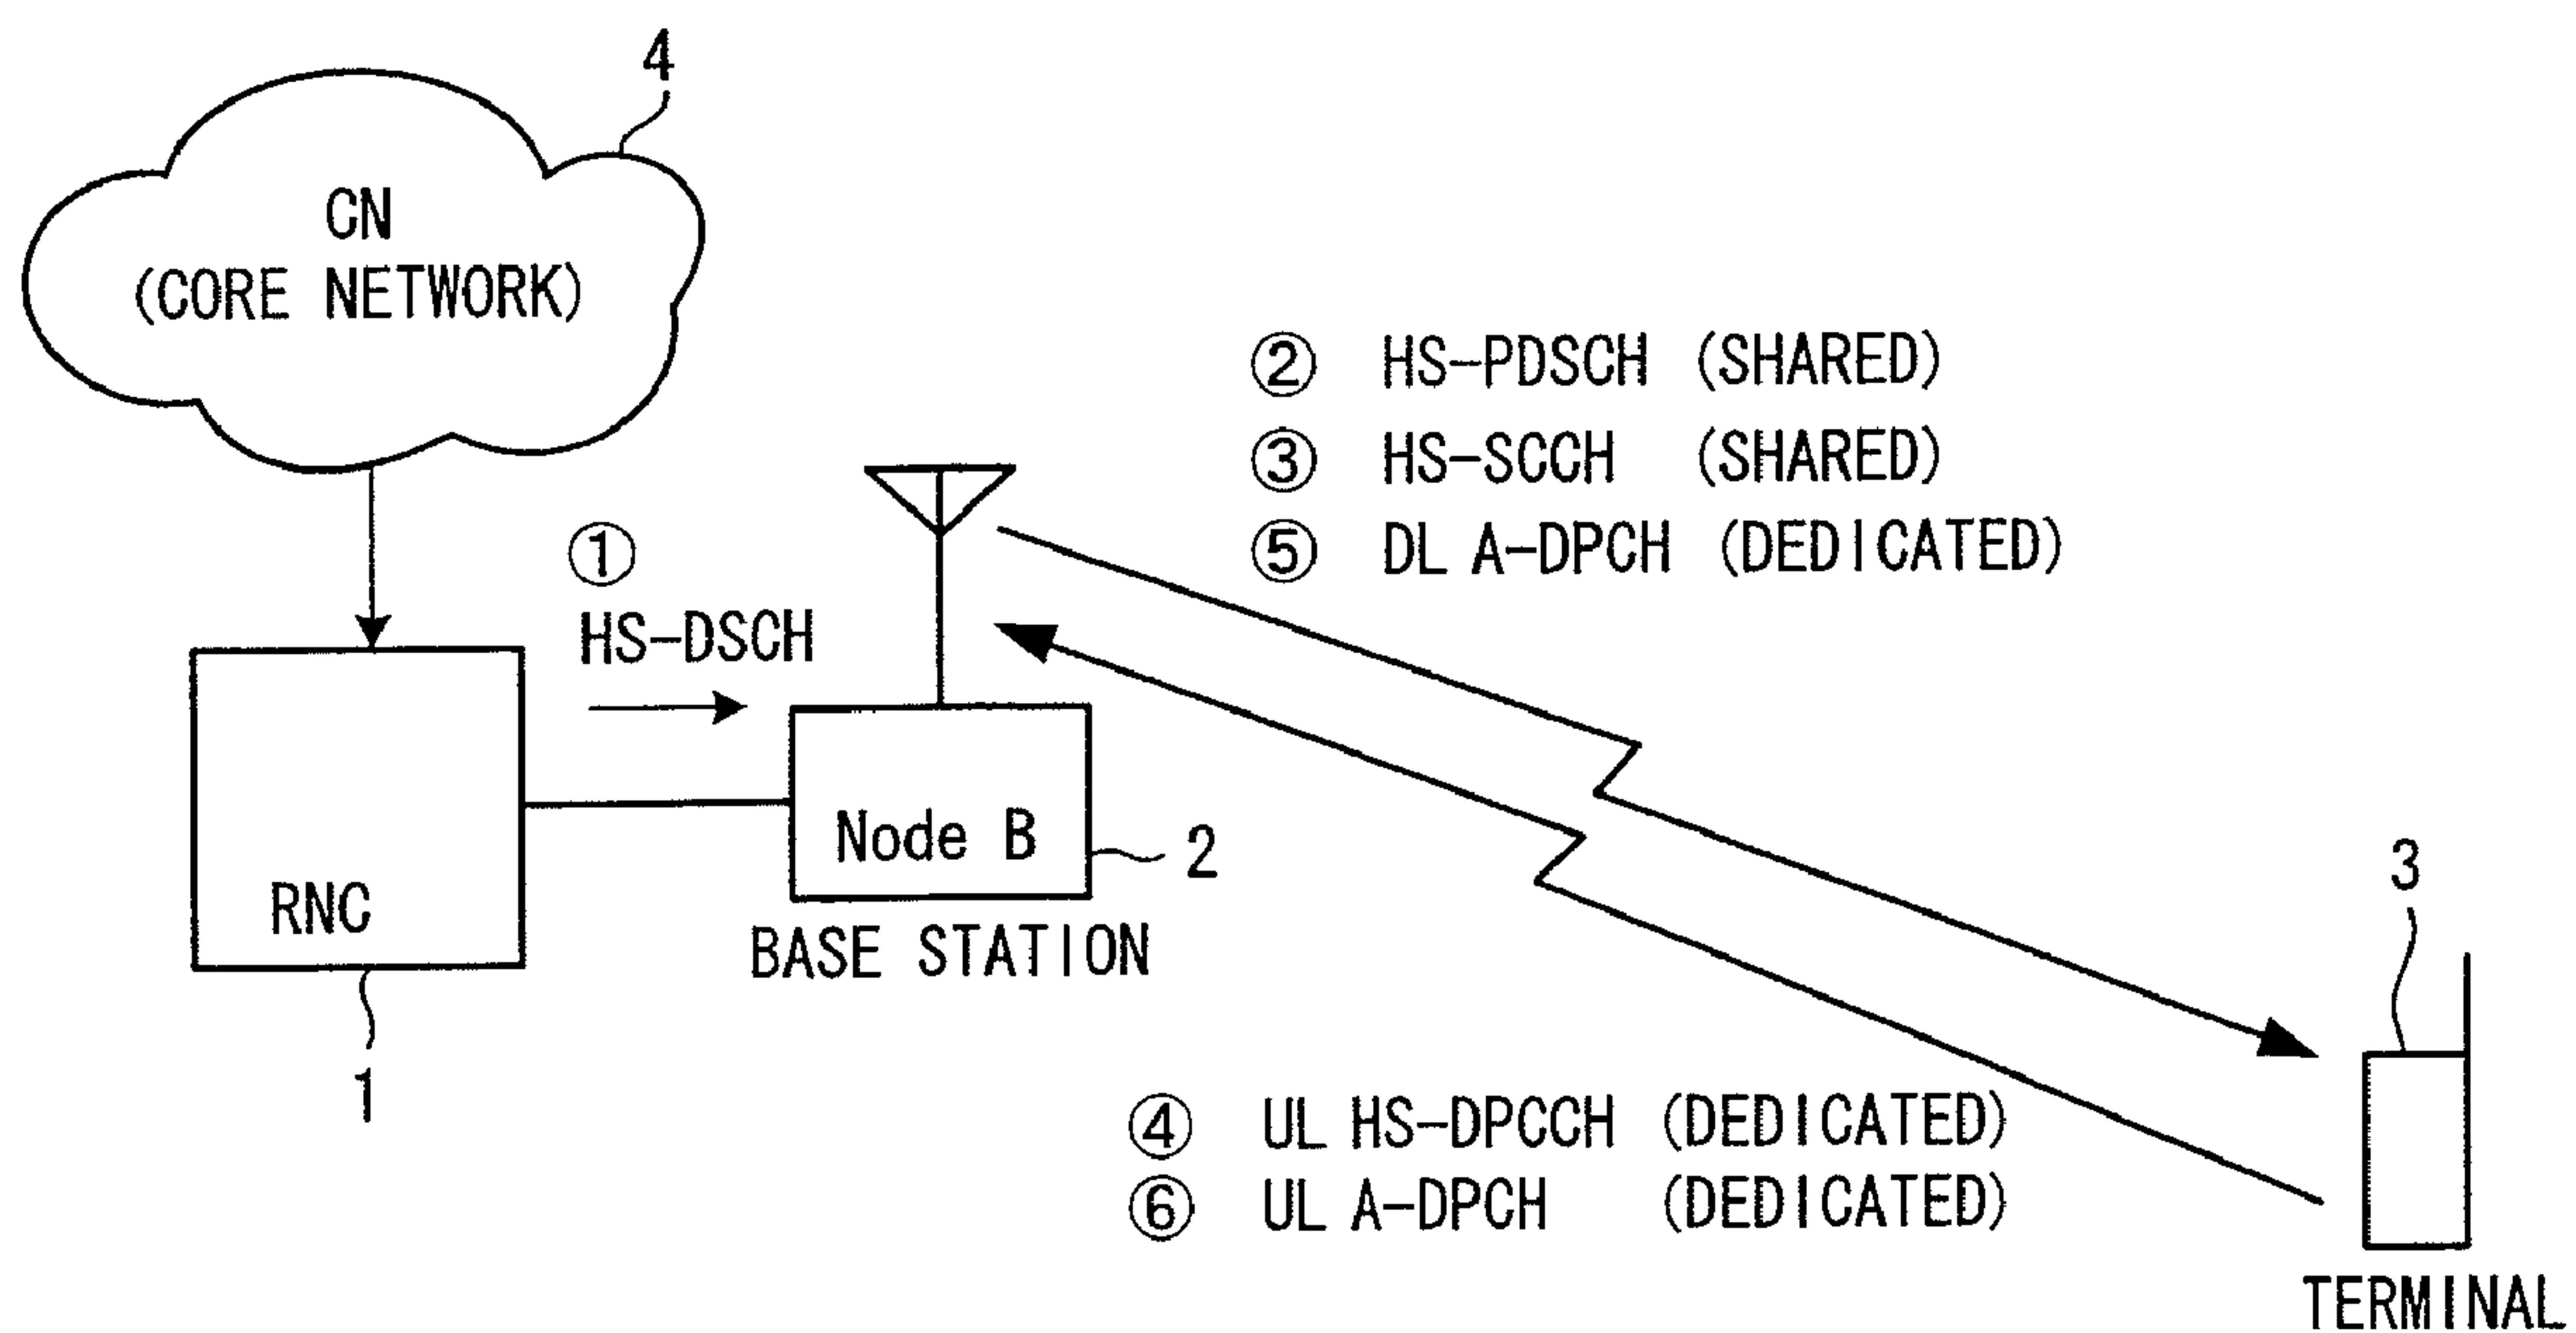 4
CN
(CORE NETWORK)
② HS-PDSCH (SHARED)
③ HS-SCCH (SHARED)
⑤ DL A-DPCH (DEDICATED)
①
HS-DSCH
RNC
1
Node B
2
BASE STATION
3
④ UL HS-DPCCH (DEDICATED)
⑥ UL A-DPCH (DEDICATED)
TERMINAL